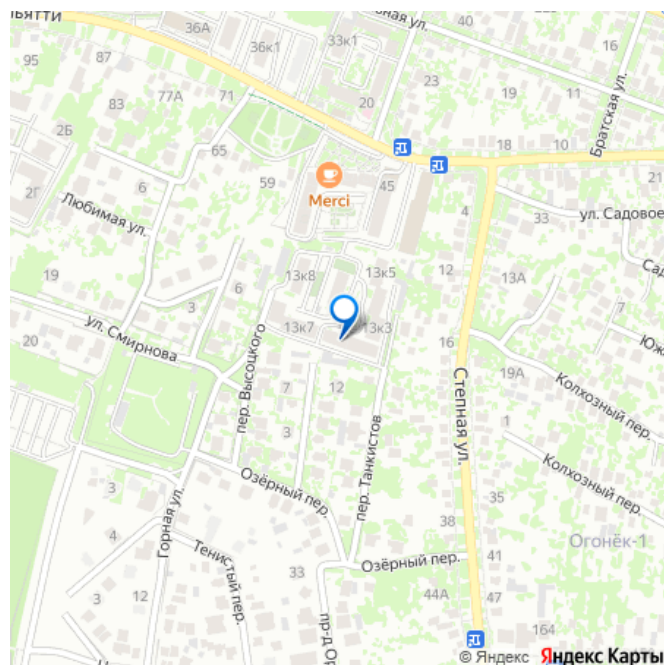 ьятти
36А
36к1
33к1
ная ул.
40
95
87
77А
71
83
20
23
19
11
Братская ул.
2Б
65
59
45
18
10
21
2Г
6
Merci
4
33
ул. Садовое
Любимая ул.
19
3
6
13к8
13к5
12
13А
Сад
7
20
ул. Смирнова
пер. Высоцкого
13к7
13к3
16
Юж
7
12
19А
Колхозный пер.
3
пер. Танкистов
Степная ул.
1
Колхозный пер.
3
4
Горная ул.
Озёрный пер.
38
35
Огонёк-1
3
12
Тенистый пер.
33
Озёрный пер.
41
пр-д Ор
44А
47
164
© Яндекс Яндекс Карты